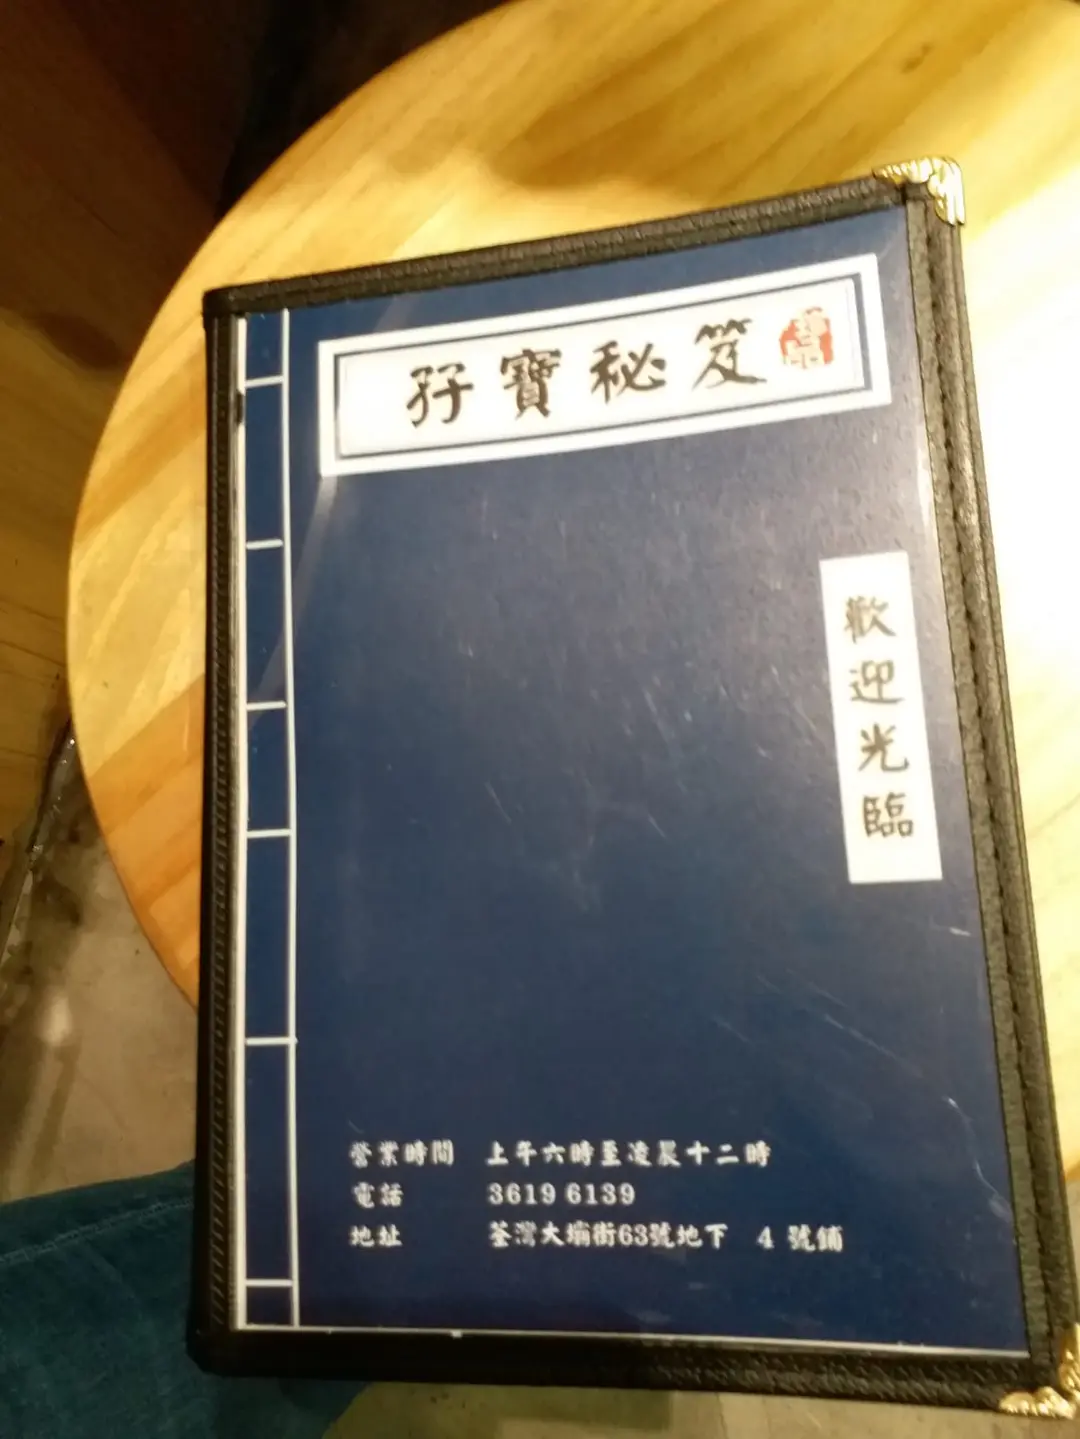 孖寶秘笈
歡迎光臨
營業時間 上午六時至凌晨十二時
電話 3619 6139
地址 荃灣大壩街63號地下 4 號鋪